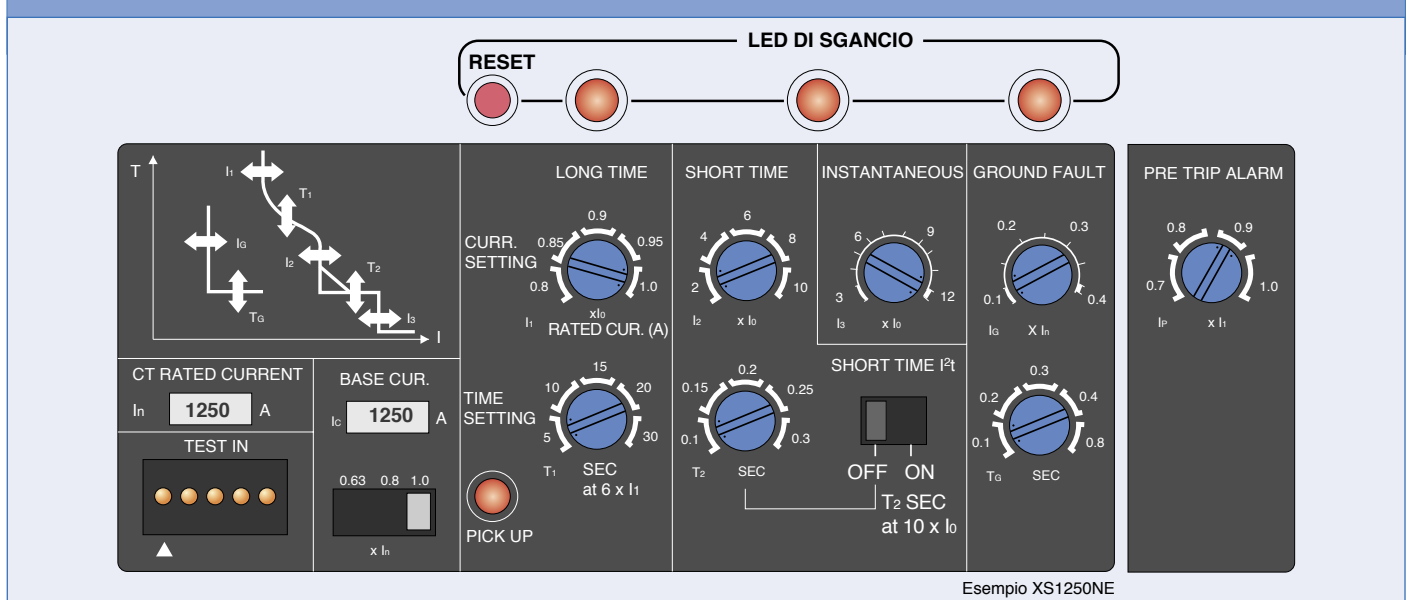 LED DI SGANCIO
RESET
T
I1
T1
IG
I2
T2
TG
I3
I
LONG TIME
SHORT TIME
INSTANTANEOUS
GROUND FAULT
PRE TRIP ALARM
CURR.
SETTING
0.8
0.85
0.9
0.95
1.0
I1
xI0
RATED CUR. (A)
2
4
6
8
10
I2
x I0
3
6
9
12
I3
x I0
0.1
0.2
0.3
0.4
IG
X In
0.7
0.8
0.9
1.0
IP
x I1
CT RATED CURRENT
In
1250
A
BASE CUR.
IC
1250
A
TEST IN
0.63
0.8
1.0
x In
TIME
SETTING
5
10
15
20
30
T1
SEC
at 6 x I1
PICK UP
0.1
0.15
0.2
0.25
0.3
T2
SEC
SHORT TIME I²t
OFF
ON
T2 SEC
at 10 x I0
0.1
0.2
0.3
0.4
0.8
TG
SEC
Esempio XS1250NE